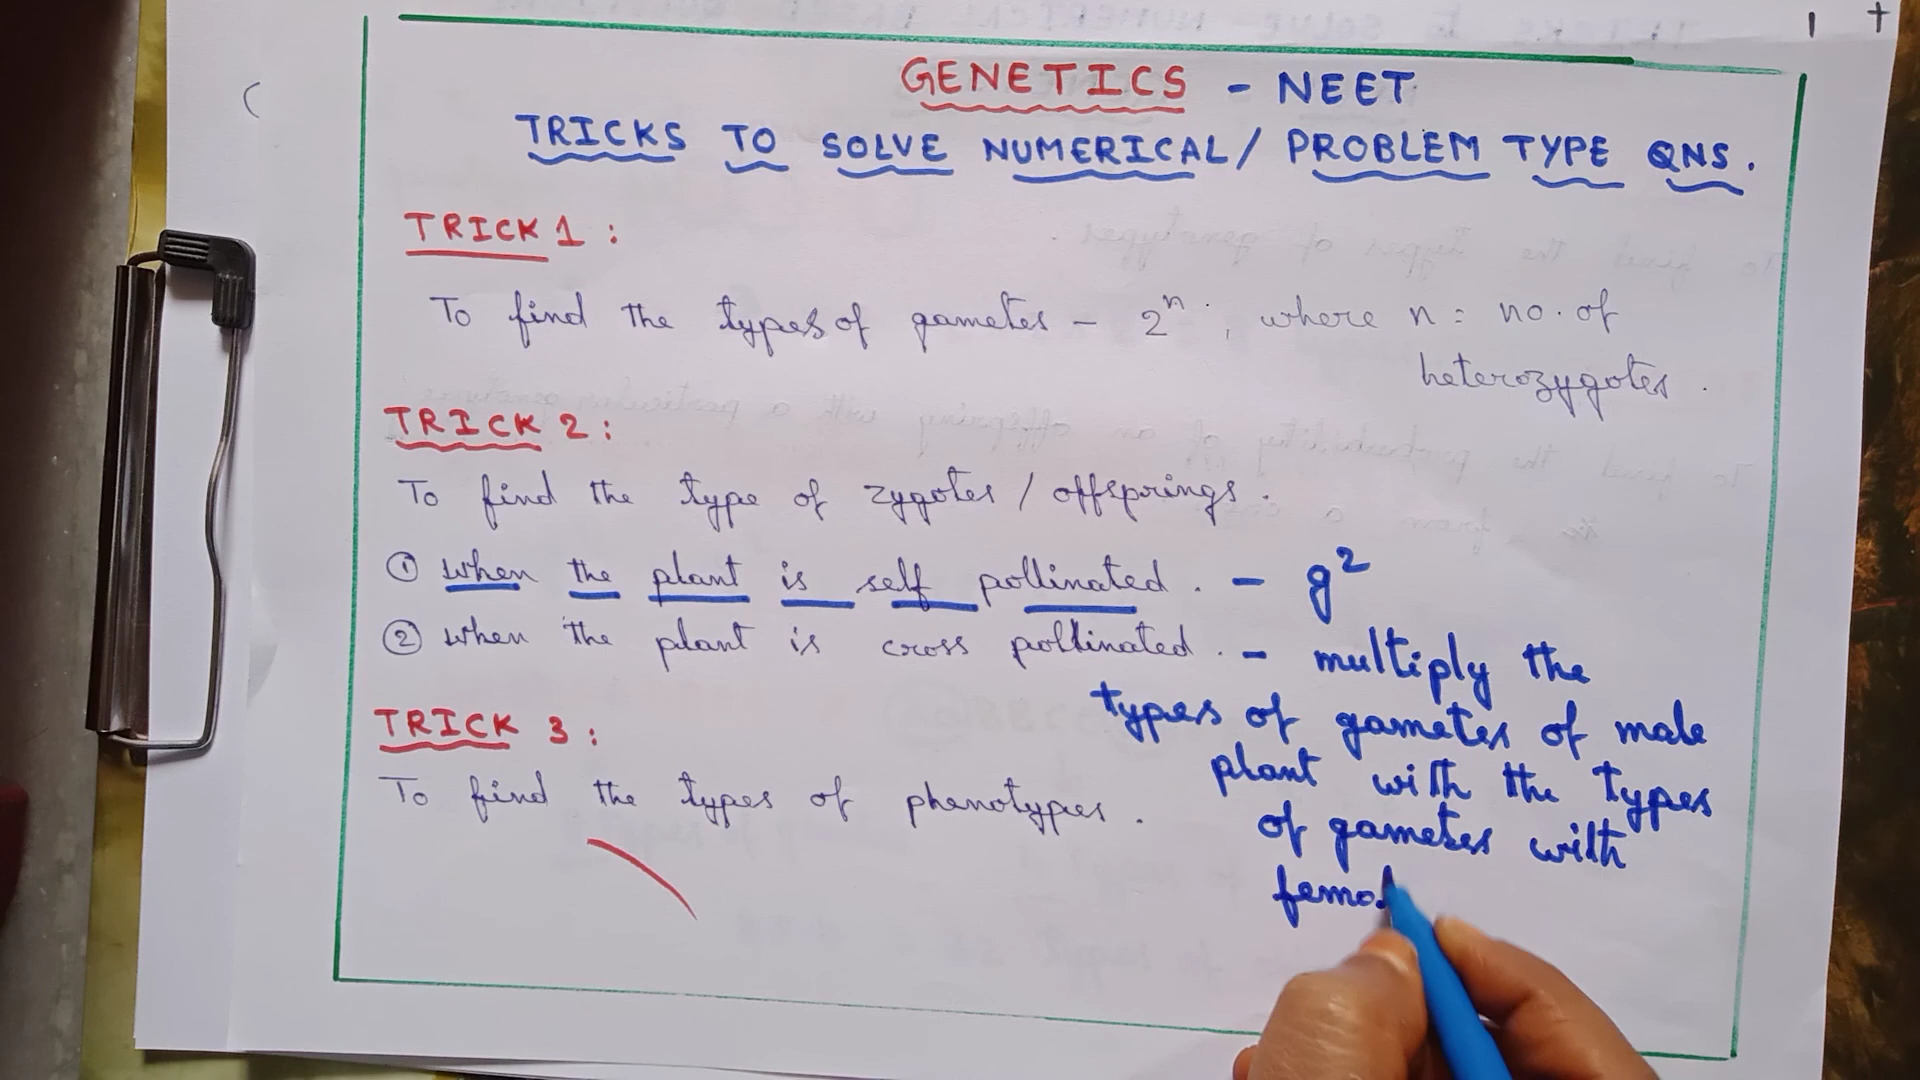 GENETICS - NEET
TRICKS TO SOLVE NUMERICAL/ PROBLEM TYPE QNS.
TRICK 1 :
To find the types of gametes - 2ⁿ , where n = no. of
heterozygotes .
TRICK 2 :
To find the type of zygotes / offsprings .
① when the plant is self pollinated . - g²
② when the plant is cross pollinated . - multiply the
types of gametes of male
plant with the types
of gametes with
TRICK 3 :
To find the types of phenotypes .